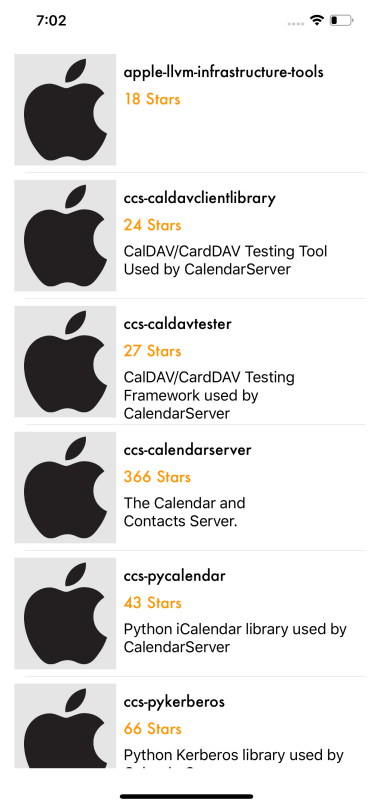 7:02
apple-llvm-infrastructure-tools
18 Stars
ccs-caldavclientlibrary
24 Stars
CalDAV/CardDAV Testing Tool
Used by CalendarServer
ccs-caldavtester
27 Stars
CalDAV/CardDAV Testing
Framework used by
CalendarServer
ccs-calendarserver
366 Stars
The Calendar and
Contacts Server.
ccs-pycalendar
43 Stars
Python iCalendar library used by
CalendarServer
ccs-pykerberos
66 Stars
Python Kerberos library used by